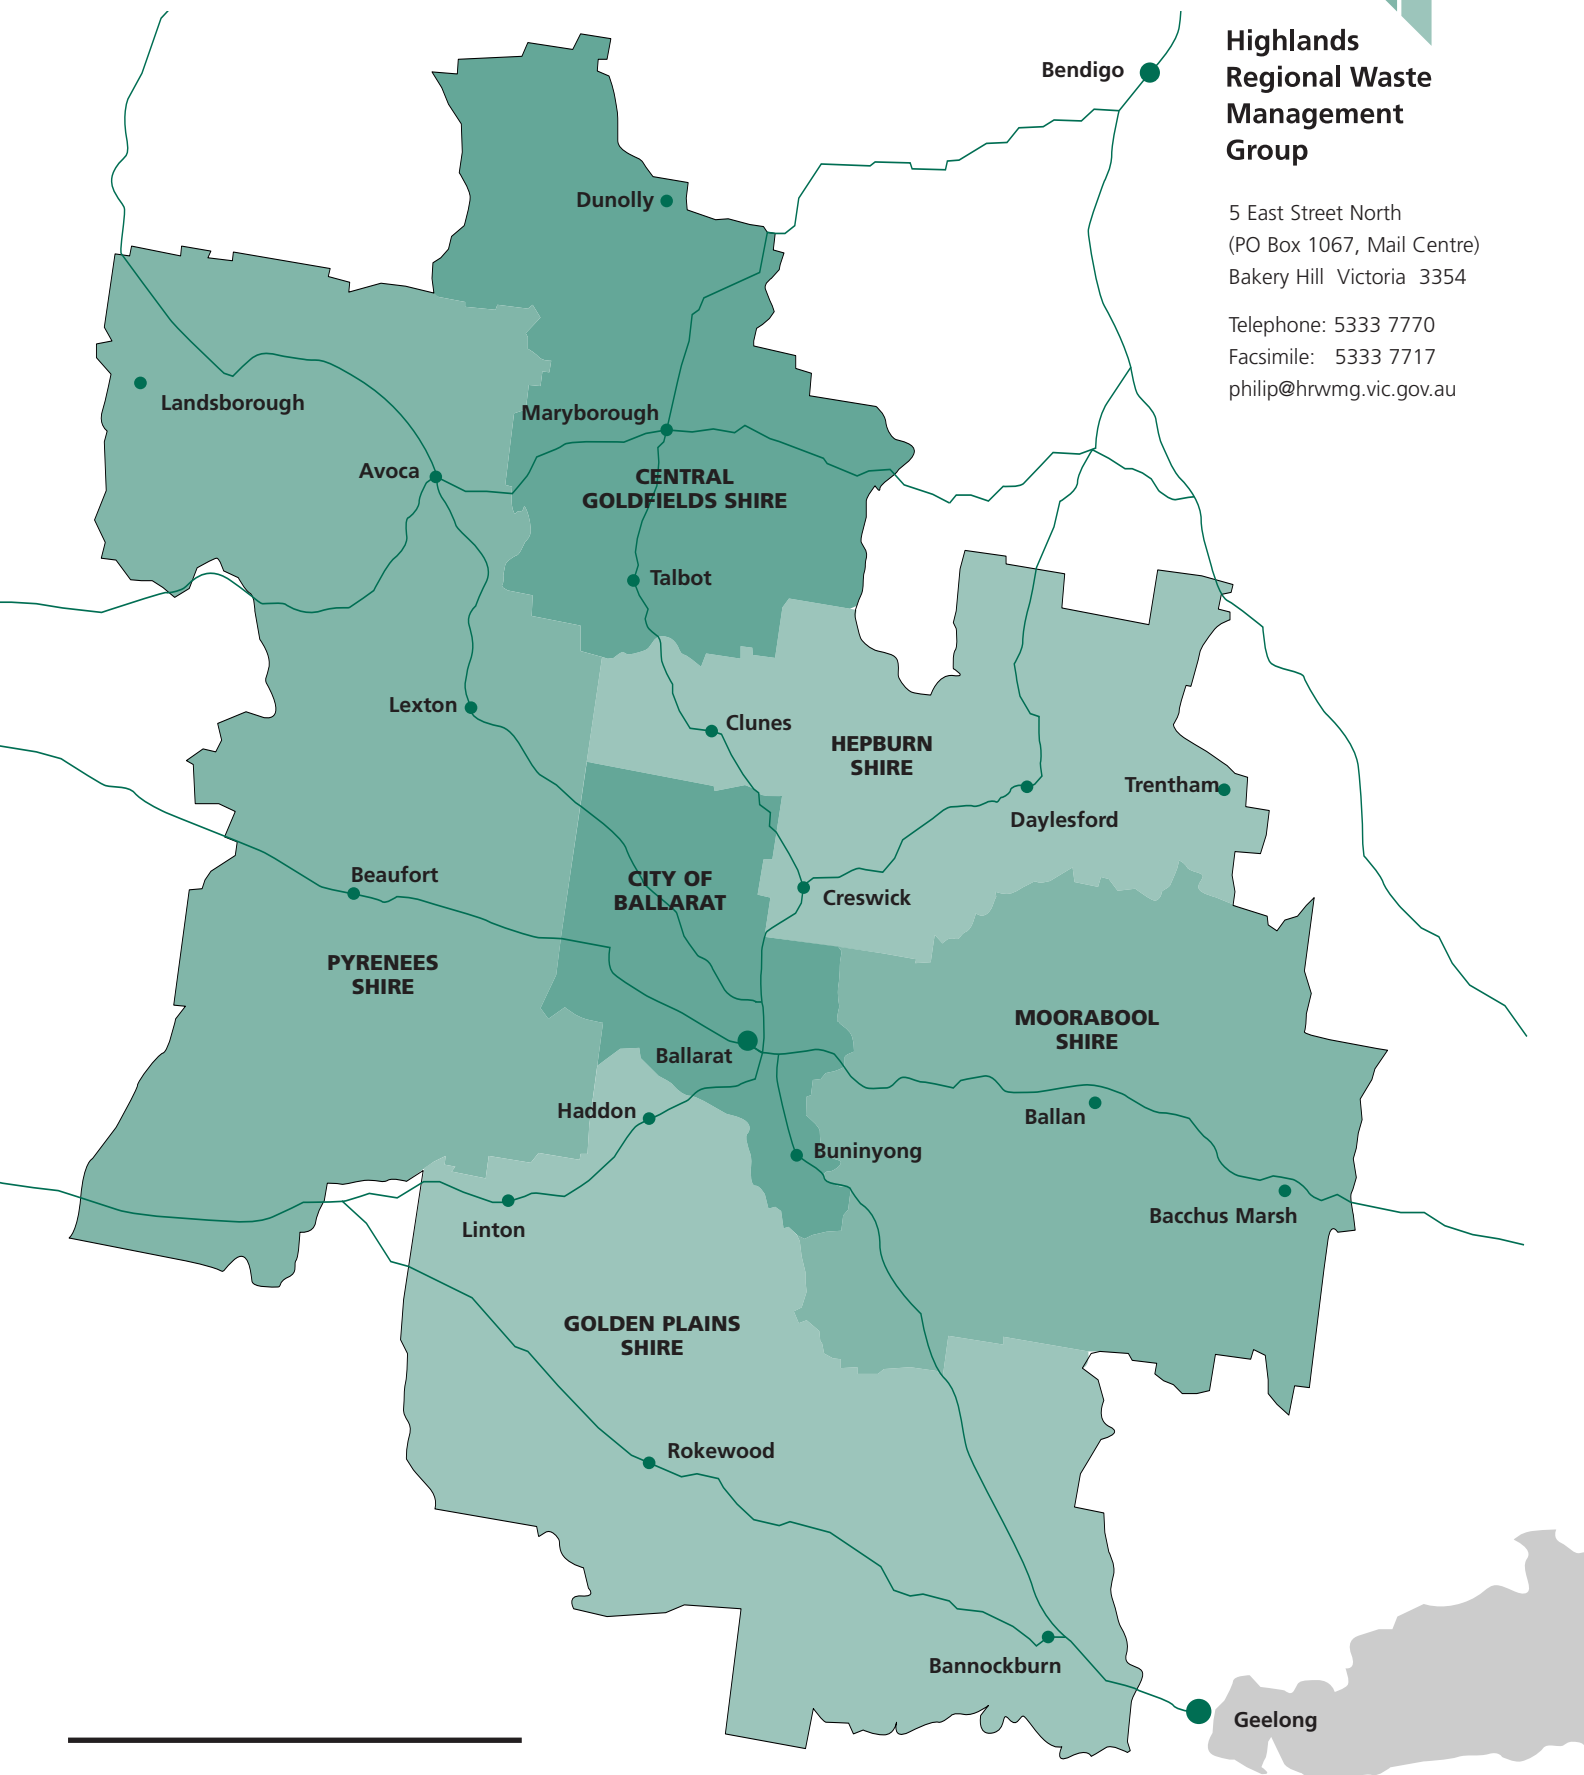 Highlands
Regional Waste
Management
Group
5 East Street North
(PO Box 1067, Mail Centre)
Bakery Hill Victoria 3354
Telephone: 5333 7770
Facsimile: 5333 7717
philip@hrwmg.vic.gov.au
Bendigo
Dunolly
Landsborough
Maryborough
Avoca
CENTRAL
GOLDFIELDS SHIRE
Talbot
Lexton
Clunes
HEPBURN
SHIRE
Trentham
Daylesford
Beaufort
CITY OF
BALLARAT
Creswick
PYRENEES
SHIRE
MOORABOOL
SHIRE
Ballarat
Haddon
Ballan
Buninyong
Linton
Bacchus Marsh
GOLDEN PLAINS
SHIRE
Rokewood
Bannockburn
Geelong